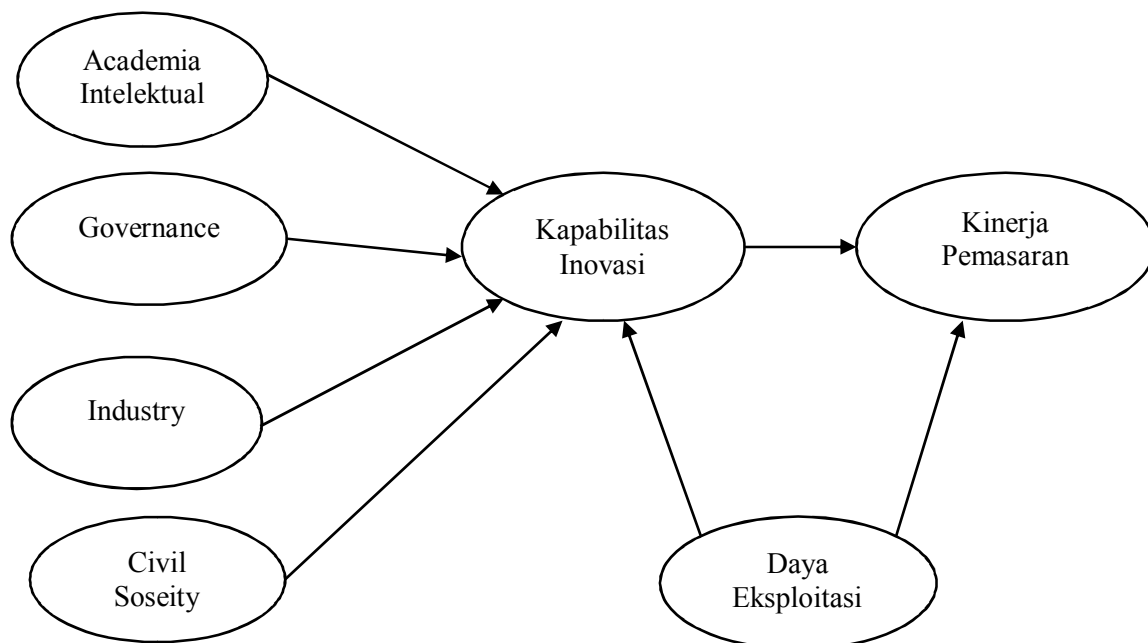 Academia
Intelektual
Governance
Industry
Civil
Soseity
Kapabilitas
Inovasi
Kinerja
Pemasaran
Daya
Eksploitasi